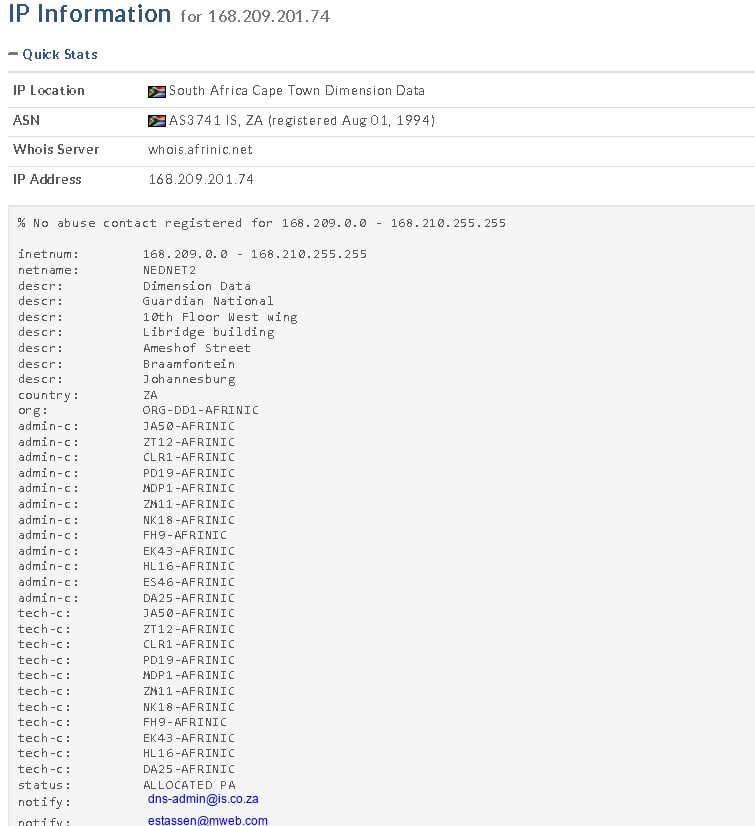 IP Information for 168.209.201.74
Quick Stats
IP Location South Africa Cape Town Dimension Data
ASN AS3741 IS, ZA (registered Aug 01, 1994)
Whois Server whois.afrinic.net
IP Address 168.209.201.74
% No abuse contact registered for 168.209.0.0 - 168.210.255.255
inetnum: 168.209.0.0 - 168.210.255.255
netname: NEDNET2
descr: Dimension Data
descr: Guardian National
descr: 10th Floor West wing
descr: Libridge building
descr: Ameshof Street
descr: Braamfontein
descr: Johannesburg
country: ZA
org: ORG-DD1-AFRINIC
admin-c: JA50-AFRINIC
admin-c: ZT12-AFRINIC
admin-c: CLR1-AFRINIC
admin-c: PD19-AFRINIC
admin-c: MDP1-AFRINIC
admin-c: ZM11-AFRINIC
admin-c: NK18-AFRINIC
admin-c: FH9-AFRINIC
admin-c: EK43-AFRINIC
admin-c: HL16-AFRINIC
admin-c: ES46-AFRINIC
admin-c: DA25-AFRINIC
tech-c: JA50-AFRINIC
tech-c: ZT12-AFRINIC
tech-c: CLR1-AFRINIC
tech-c: PD19-AFRINIC
tech-c: MDP1-AFRINIC
tech-c: ZM11-AFRINIC
tech-c: NK18-AFRINIC
tech-c: FH9-AFRINIC
tech-c: EK43-AFRINIC
tech-c: HL16-AFRINIC
tech-c: DA25-AFRINIC
status: ALLOCATED PA
notify: dns-admin@is.co.za
notify: estassen@mweb.com